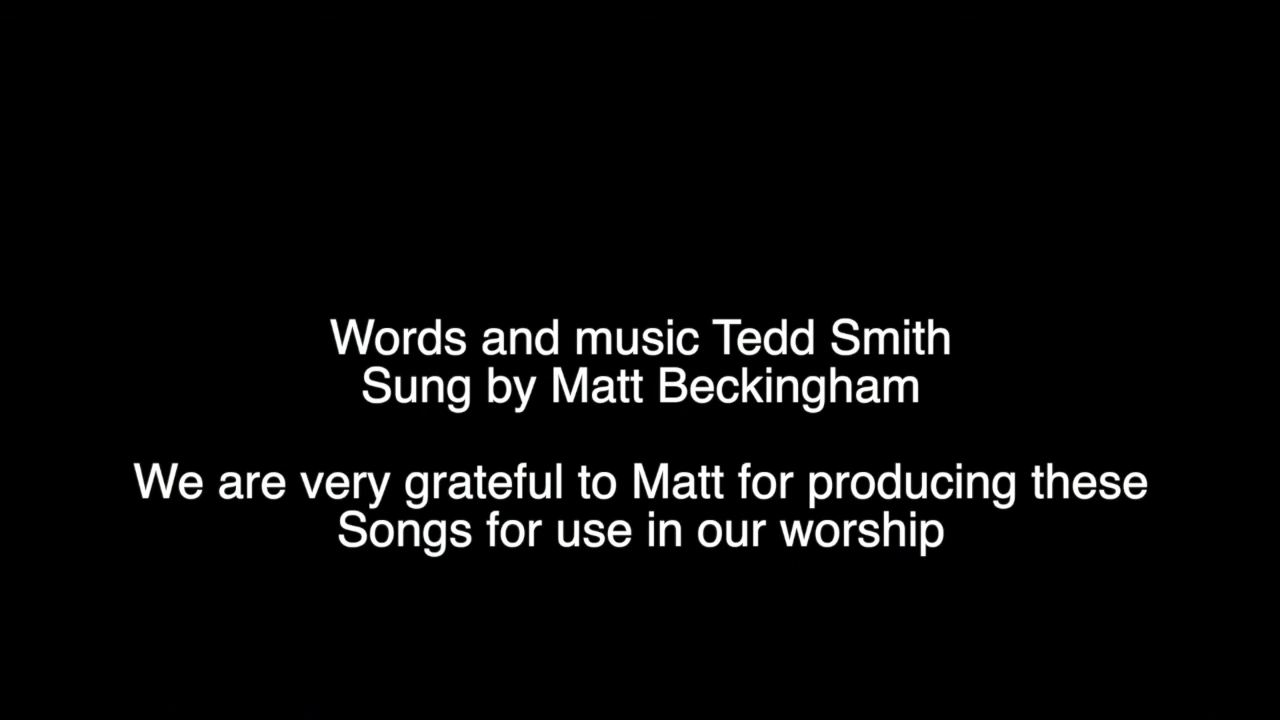 Words and music Tedd Smith
Sung by Matt Beckingham
We are very grateful to Matt for producing these
Songs for use in our worship